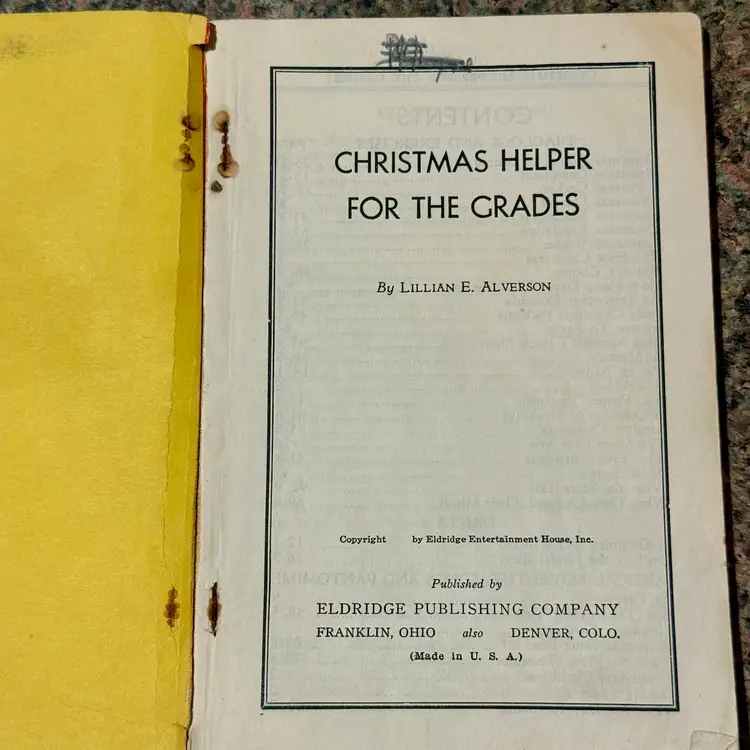 CHRISTMAS HELPER
FOR THE GRADES
By LILLIAN E. ALVERSON
Copyright by Eldridge Entertainment House, Inc.
Published by
ELDRIDGE PUBLISHING COMPANY
FRANKLIN, OHIO also DENVER, COLO.
(Made in U. S. A.)